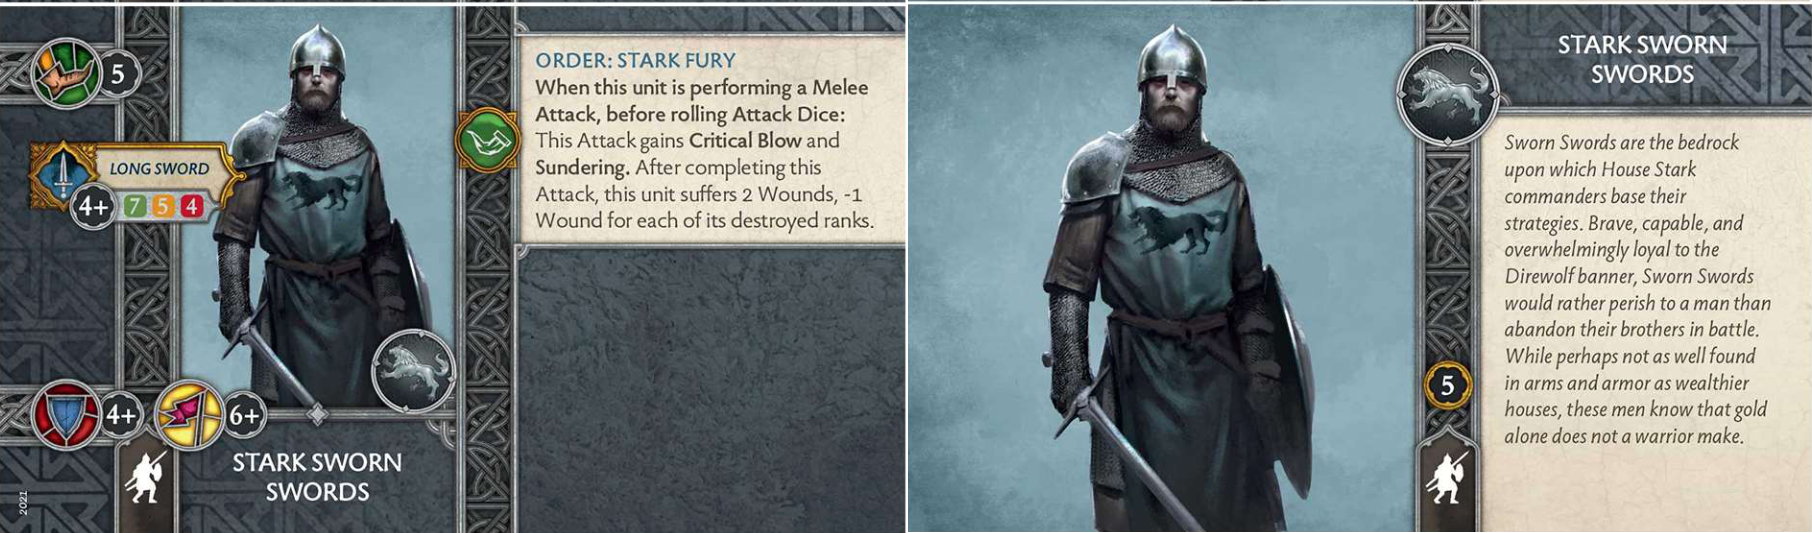 5
LONG SWORD
4+ 7 5 4
4+
6+
STARK SWORN
SWORDS
2021
ORDER: STARK FURY
When this unit is performing a Melee
Attack, before rolling Attack Dice:
This Attack gains Critical Blow and
Sundering. After completing this
Attack, this unit suffers 2 Wounds, -1
Wound for each of its destroyed ranks.
STARK SWORN
SWORDS
Sworn Swords are the bedrock
upon which House Stark
commanders base their
strategies. Brave, capable, and
overwhelmingly loyal to the
Direwolf banner, Sworn Swords
would rather perish to a man than
abandon their brothers in battle.
While perhaps not as well found
in arms and armor as wealthier
houses, these men know that gold
alone does not a warrior make.
5